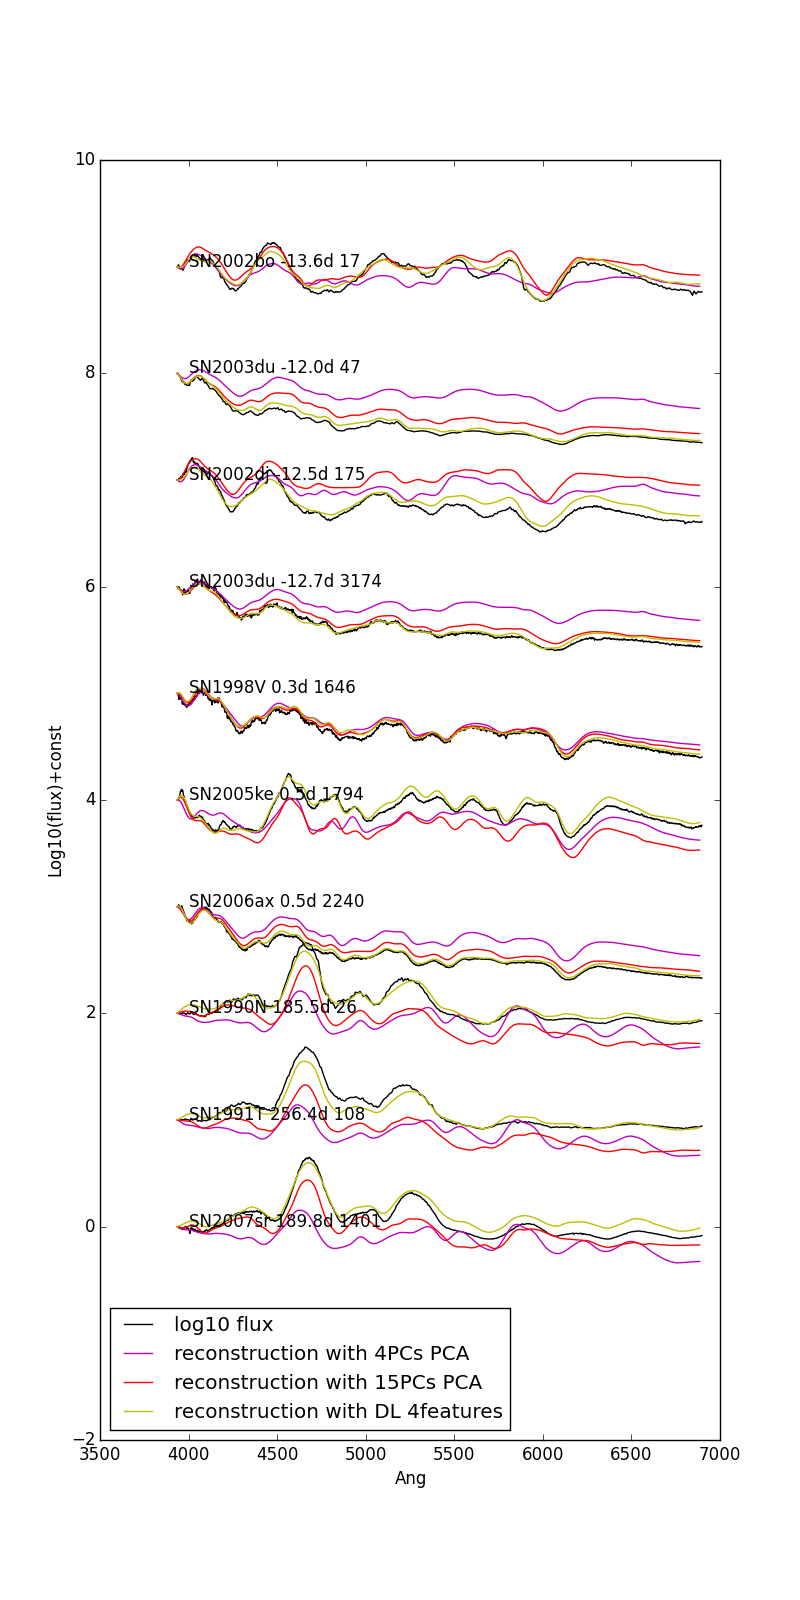 10
8
6
4
2
0
−2
Log10(flux)+const
SN2002bo -13.6d 17
SN2003du -12.0d 47
SN2002dj -12.5d 175
SN2003du -12.7d 3174
SN1998V 0.3d 1646
SN2005ke 0.5d 1794
SN2006ax 0.5d 2240
SN1990N 185.5d 26
SN1991T 256.4d 108
SN2007sr 189.8d 1401
log10 flux
reconstruction with 4PCs PCA
reconstruction with 15PCs PCA
reconstruction with DL 4features
3500 4000 4500 5000 5500 6000 6500 7000
Ang